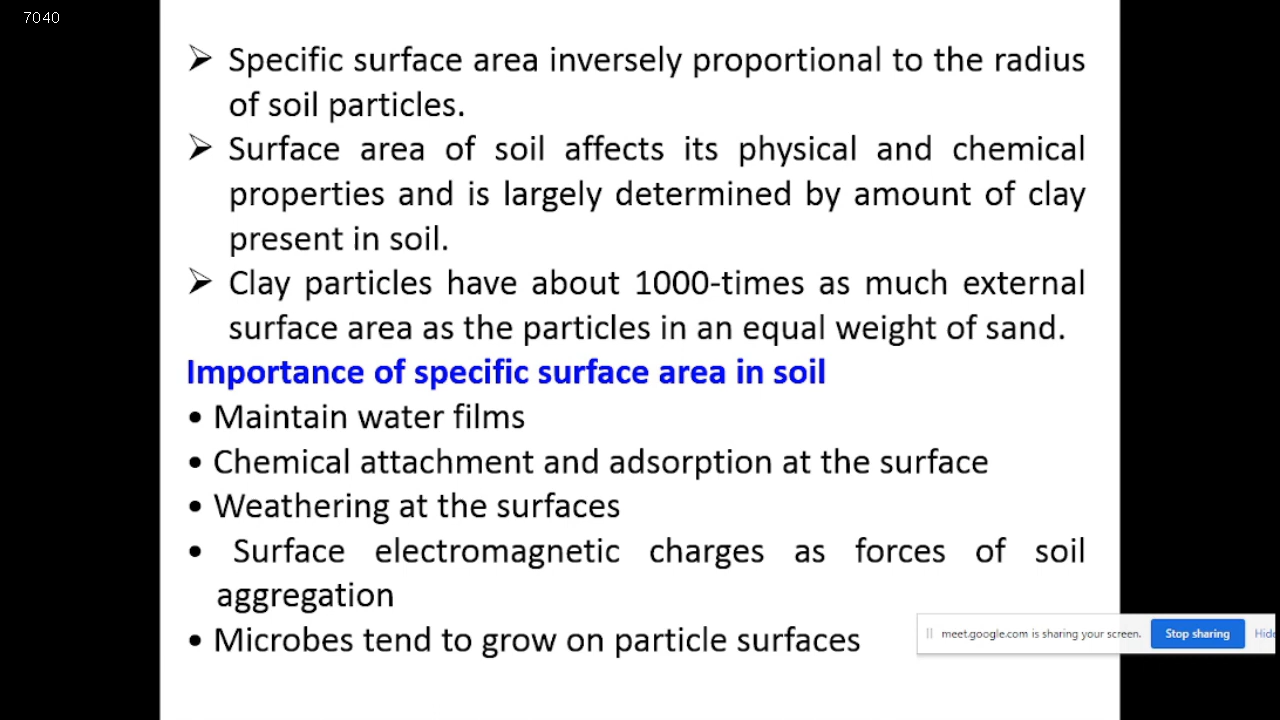 7040
➢ Specific surface area inversely proportional to the radius
of soil particles.
➢ Surface area of soil affects its physical and chemical
properties and is largely determined by amount of clay
present in soil.
➢ Clay particles have about 1000-times as much external
surface area as the particles in an equal weight of sand.
Importance of specific surface area in soil
• Maintain water films
• Chemical attachment and adsorption at the surface
• Weathering at the surfaces
• Surface electromagnetic charges as forces of soil
aggregation
• Microbes tend to grow on particle surfaces
meet.google.com is sharing your screen. Stop sharing Hide